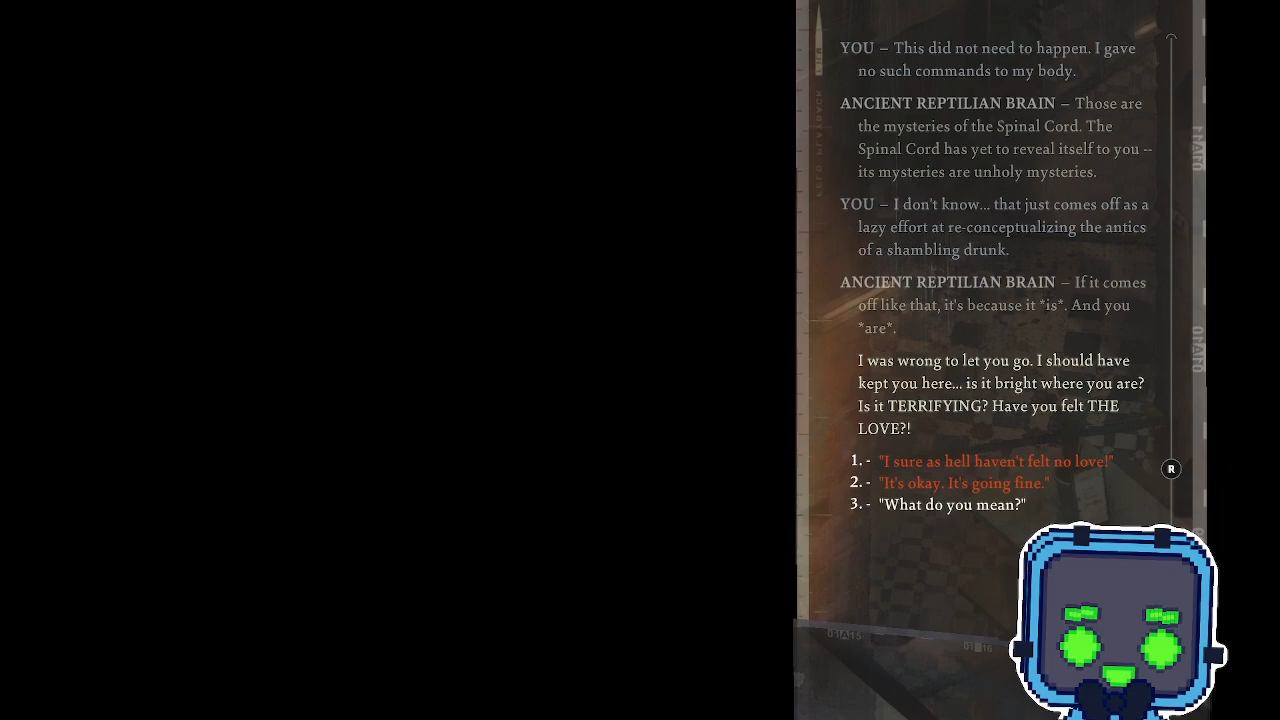 YOU – This did not need to happen. I gave
no such commands to my body.
ANCIENT REPTILIAN BRAIN – Those are
the mysteries of the Spinal Cord. The
Spinal Cord has yet to reveal itself to you --
its mysteries are unholy mysteries.
YOU – I don't know... that just comes off as a
lazy effort at re-conceptualizing the antics
of a shambling drunk.
ANCIENT REPTILIAN BRAIN – If it comes
off like that, it's because it *is*. And you
*are*.
I was wrong to let you go. I should have
kept you here... is it bright where you are?
Is it TERRIFYING? Have you felt THE
LOVE?!
1. - "I sure as hell haven't felt no love!"
2. - "It's okay. It's going fine."
3. - "What do you mean?"
R